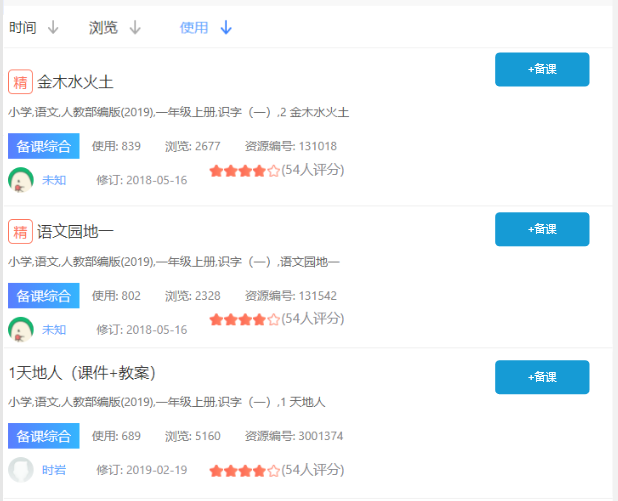 时间 浏览 使用
精 金木水火土 +备课
小学,语文,人教部编版(2019),一年级上册,识字（一）,2 金木水火土
备课综合 使用: 839 浏览: 2677 资源编号: 131018
未知 修订: 2018-05-16 (54人评分)
精 语文园地一 +备课
小学,语文,人教部编版(2019),一年级上册,识字（一）,语文园地一
备课综合 使用: 802 浏览: 2328 资源编号: 131542
未知 修订: 2018-05-16 (54人评分)
1天地人（课件+教案） +备课
小学,语文,人教部编版(2019),一年级上册,识字（一）,1 天地人
备课综合 使用: 689 浏览: 5160 资源编号: 3001374
时岩 修订: 2019-02-19 (54人评分)